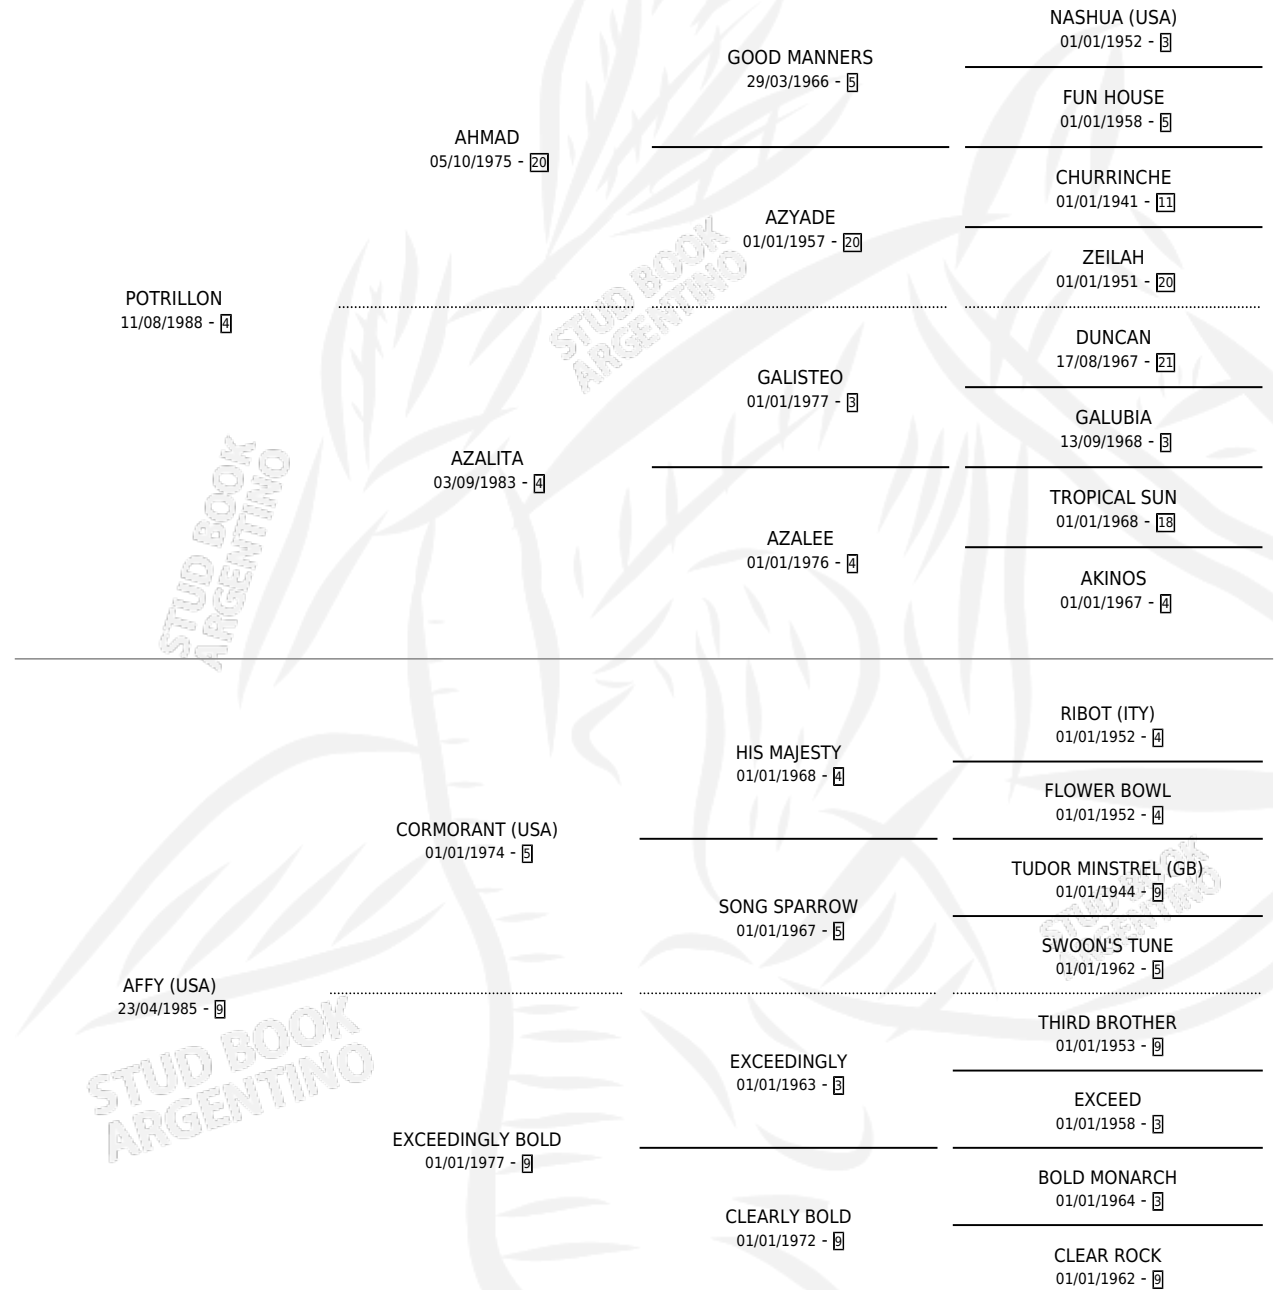 NASHUA (USA)
01/01/1952 - 3
GOOD MANNERS
29/03/1966 - 5
FUN HOUSE
01/01/1958 - 5
AHMAD
05/10/1975 - 20
CHURRINCHE
01/01/1941 - 11
AZYADE
01/01/1957 - 20
ZEILAH
01/01/1951 - 20
POTRILLON
11/08/1988 - 4
STUD BOOK
ARGENTINO
DUNCAN
17/08/1967 - 21
GALISTEO
01/01/1977 - 3
GALUBIA
13/09/1968 - 3
AZALITA
03/09/1983 - 4
TROPICAL SUN
01/01/1968 - 18
AZALEE
01/01/1976 - 4
AKINOS
01/01/1967 - 4
STUD BOOK
ARGENTINO
RIBOT (ITY)
01/01/1952 - 4
HIS MAJESTY
01/01/1968 - 4
FLOWER BOWL
01/01/1952 - 4
CORMORANT (USA)
01/01/1974 - 5
TUDOR MINSTREL (GB)
01/01/1944 - 9
SONG SPARROW
01/01/1967 - 5
STUD BOOK
ARGENTINO
SWOON'S TUNE
01/01/1962 - 5
AFFY (USA)
23/04/1985 - 9
THIRD BROTHER
01/01/1953 - 9
EXCEEDINGLY
01/01/1963 - 3
STUD BOOK
ARGENTINO
EXCEED
01/01/1958 - 3
EXCEEDINGLY BOLD
01/01/1977 - 9
BOLD MONARCH
01/01/1964 - 3
CLEARLY BOLD
01/01/1972 - 9
CLEAR ROCK
01/01/1962 - 9